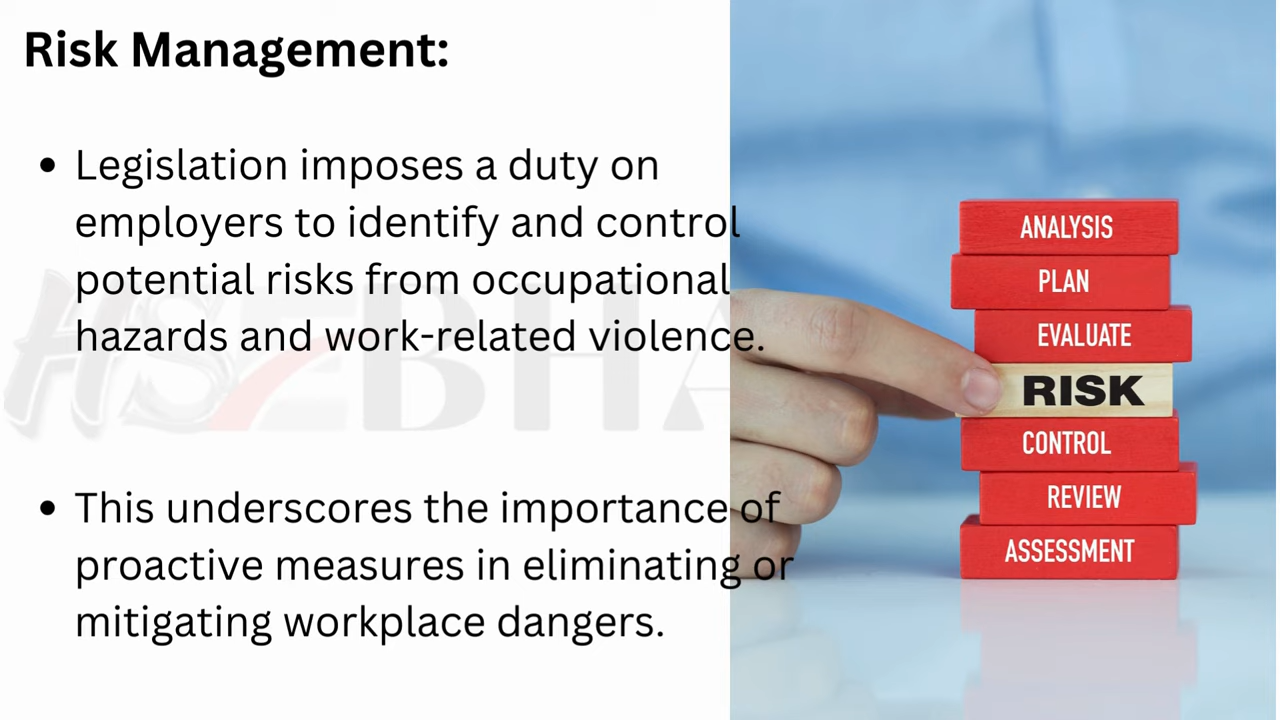 Risk Management:
• Legislation imposes a duty on
employers to identify and control
potential risks from occupational
hazards and work-related violence.
• This underscores the importance of
proactive measures in eliminating or
mitigating workplace dangers.
ANALYSIS
PLAN
EVALUATE
RISK
CONTROL
REVIEW
ASSESSMENT
HSEBHA